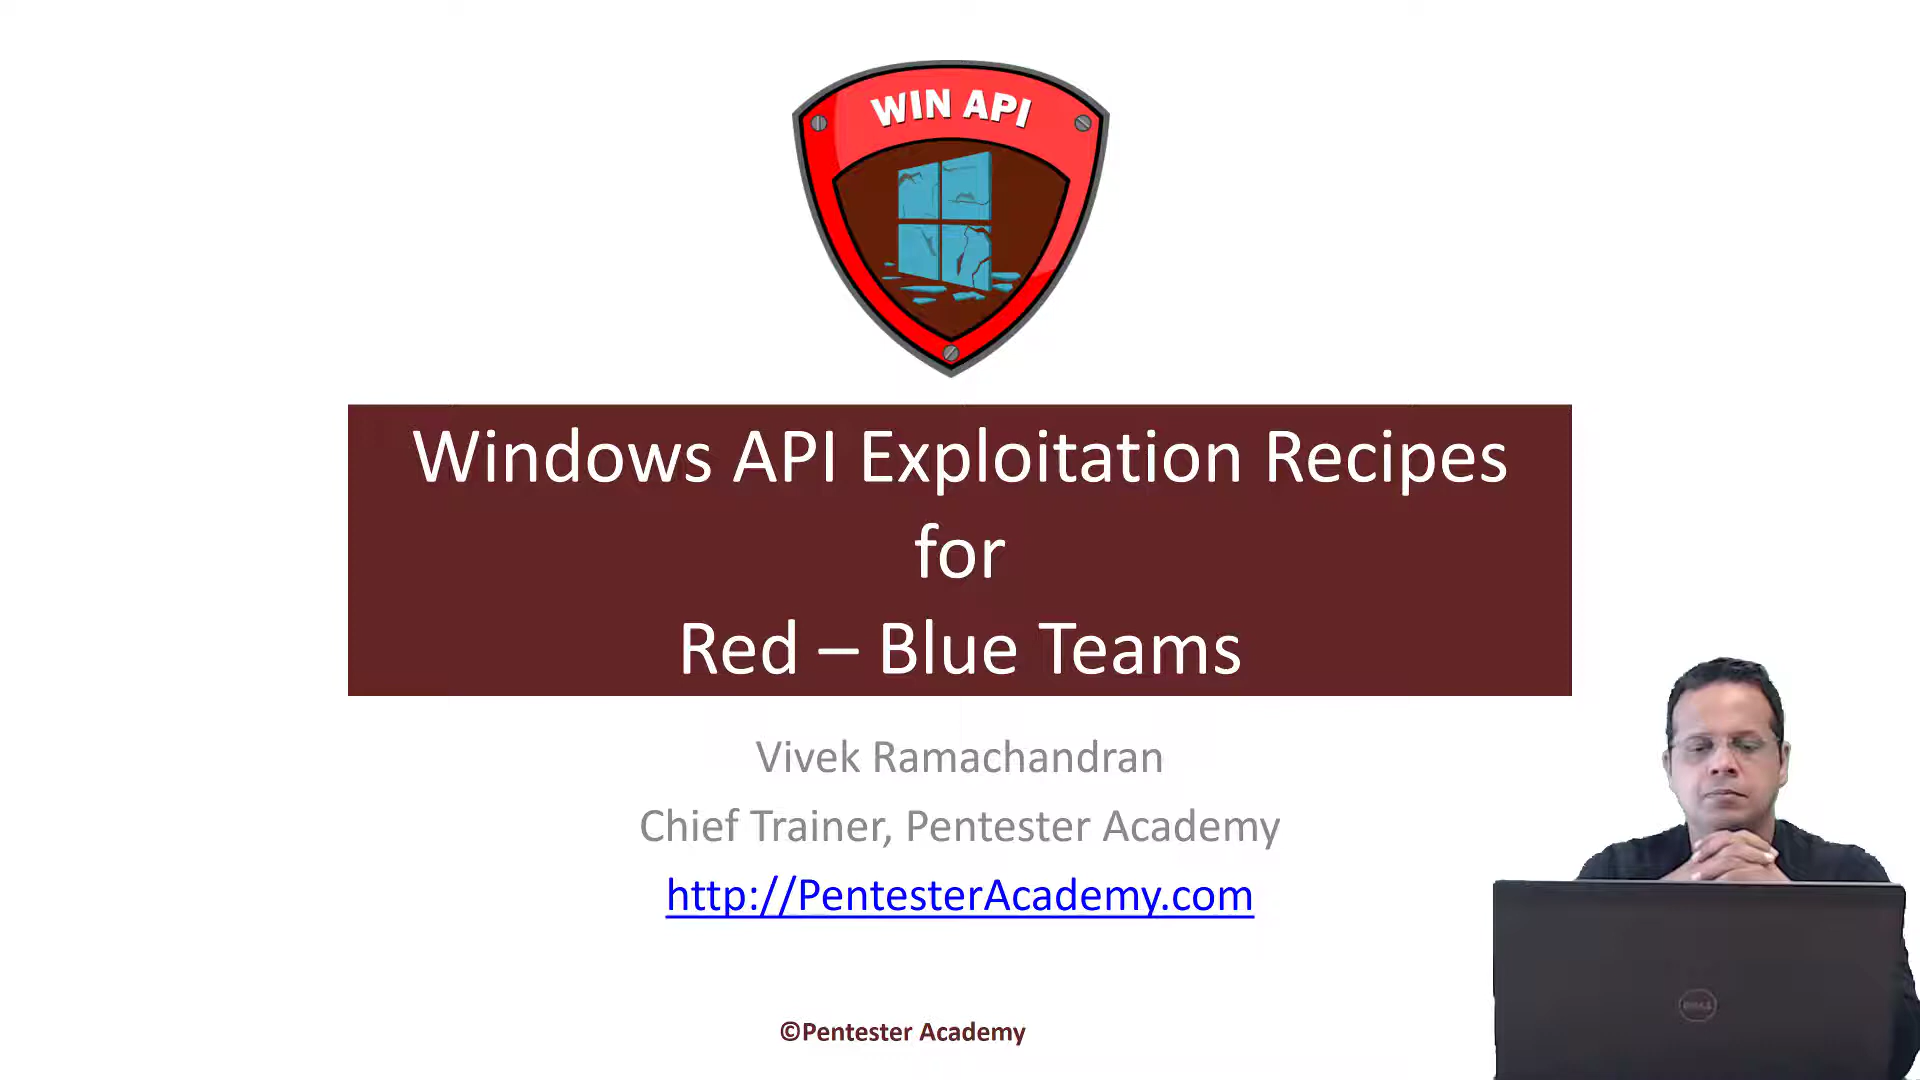 WIN API
Windows API Exploitation Recipes
for
Red – Blue Teams
Vivek Ramachandran
Chief Trainer, Pentester Academy
http://PentesterAcademy.com
DELL
©Pentester Academy